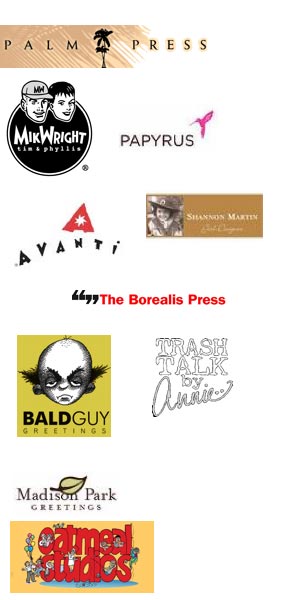 PALM PRESS
MW
MIKWRIGHT
tim & phyllis
®
PAPYRUS
SHANNON MARTIN
AVANTI
❝❞The Borealis Press
TRASH
TALK
by
Annie
BALDGUY
GREETINGS
Madison Park
GREETINGS
oatmeal
studios